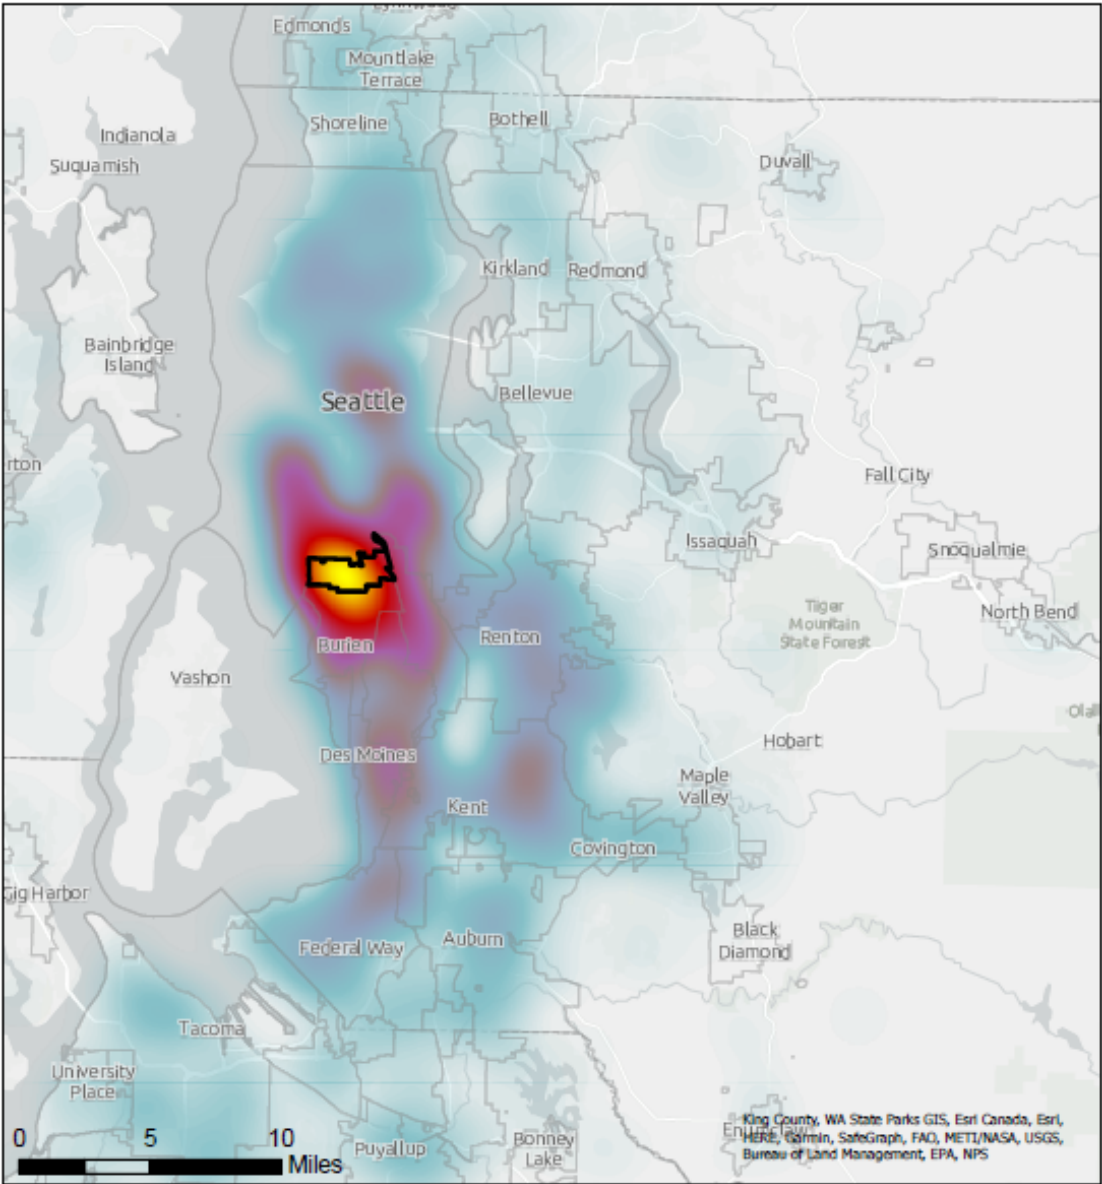 Lynnwood
Edmonds
Mountlake
Terrace
Indianola
Shoreline
Bothell
Suquamish
Duvall
Kirkland
Redmond
Bainbridge
Island
Seattle
Bellevue
rton
Fall City
Issaquah
Snoqualmie
Tiger
Mountain
State Forest
North Bend
Burien
Renton
Vashon
Olall
Des Moines
Hobart
Maple
Valley
Kent
Covington
Gig Harbor
Federal Way
Auburn
Black
Diamond
Tacoma
University
Place
Puyallup
Bonney
Lake
0 5 10
Miles
King County, WA State Parks GIS, Esri Canada, Esri,
HERE, Garmin, SafeGraph, FAO, METI/NASA, USGS,
Bureau of Land Management, EPA, NPS